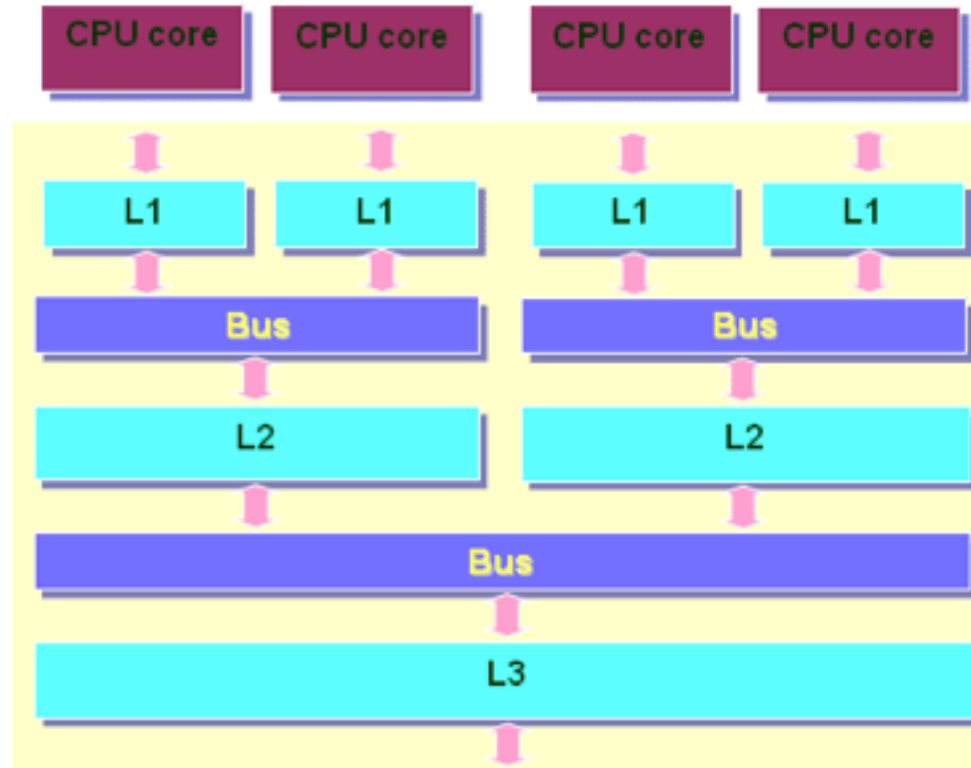 CPU core
CPU core
CPU core
CPU core
L1
L1
L1
L1
Bus
Bus
L2
L2
Bus
L3